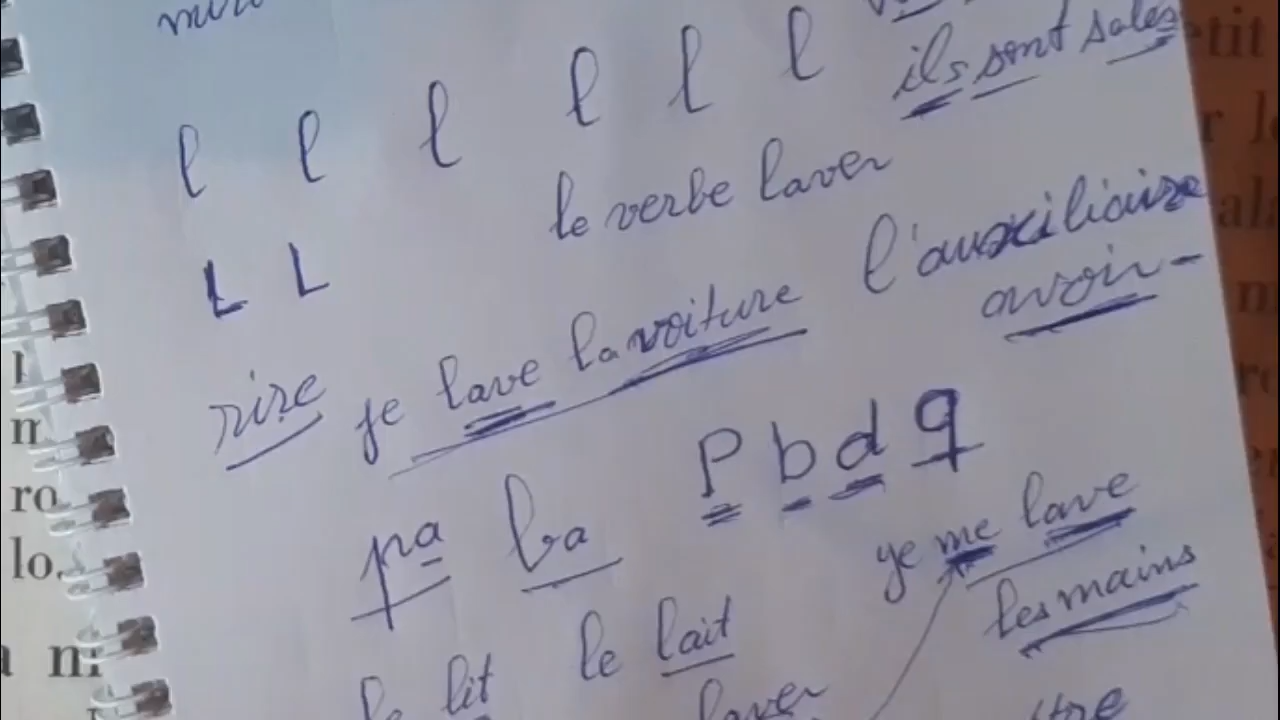 l l l l l l
ils sont sales
le verbe laver
L L
l'auxiliaire
avoir -
rire je lave la voiture
P b d q
pa ba
je me lave
les mains
le lit le lait
laver